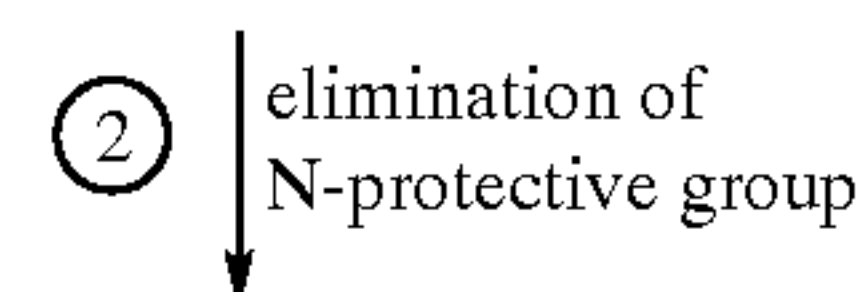 ②
elimination of
N-protective group